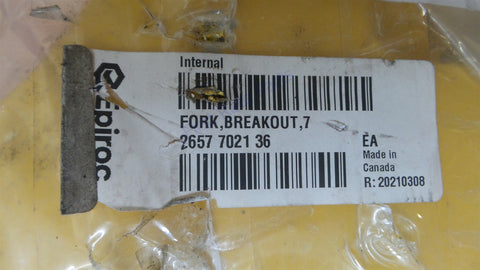 Epiroc
Internal
FORK,BREAKOUT,7
2657 7021 36
EA
Made in
Canada
R: 20210308